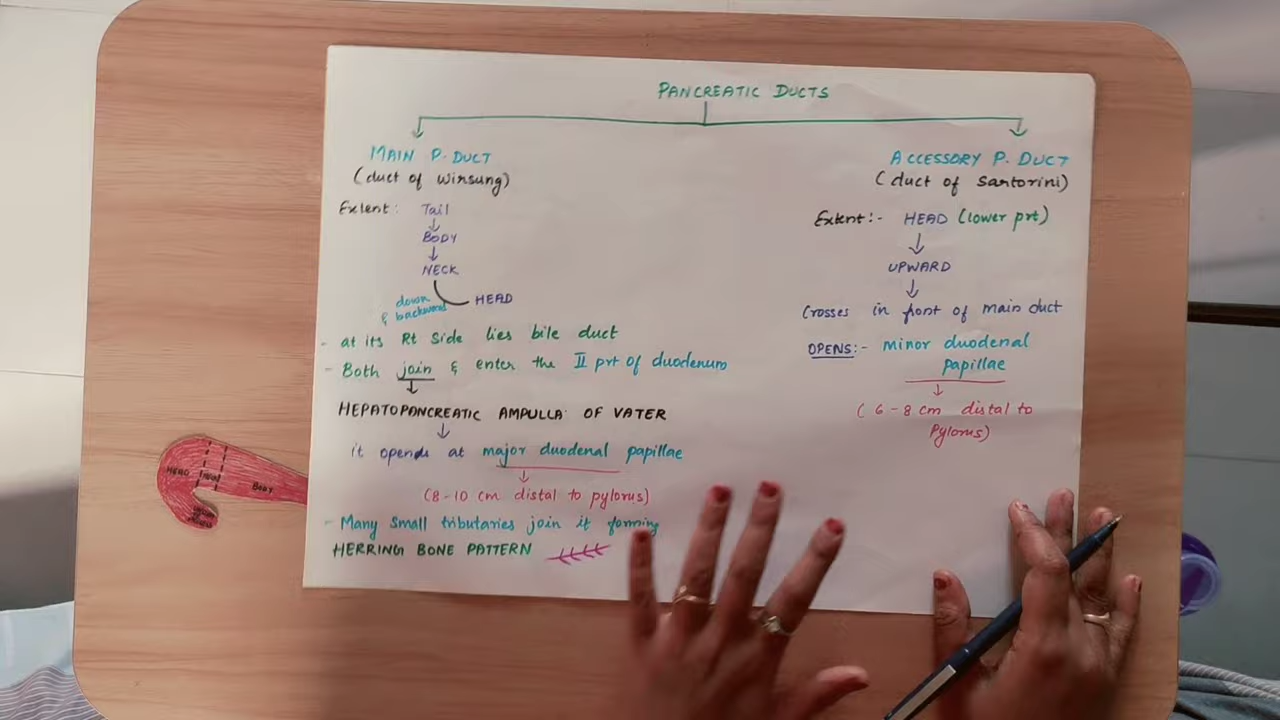 PANCREATIC DUCTS
MAIN P. DUCT
(duct of Wirsung)
Extent: Tail
BODY
NECK
down & backward
HEAD
- at its Rt Side lies bile duct
- Both join & enter the II prt of duodenum
HEPATOPANCREATIC AMPULLA OF VATER
it opends at major duodenal papillae
(8-10 cm distal to pylorus)
- Many Small tributaries join it forming
HERRING BONE PATTERN
ACCESSORY P. DUCT
(duct of Sartorini)
Extent:- HEAD (lower prt)
UPWARD
Crosses in front of main duct
OPENS:- minor duodenal
papillae
(6-8 cm distal to
Pylorus)
HEAD
BODY